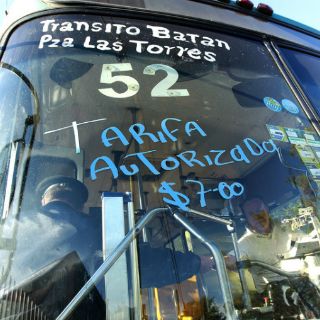 Transito Batan
Pza Las Torres
52
TARIFA
AUTORIZADA
$7.00